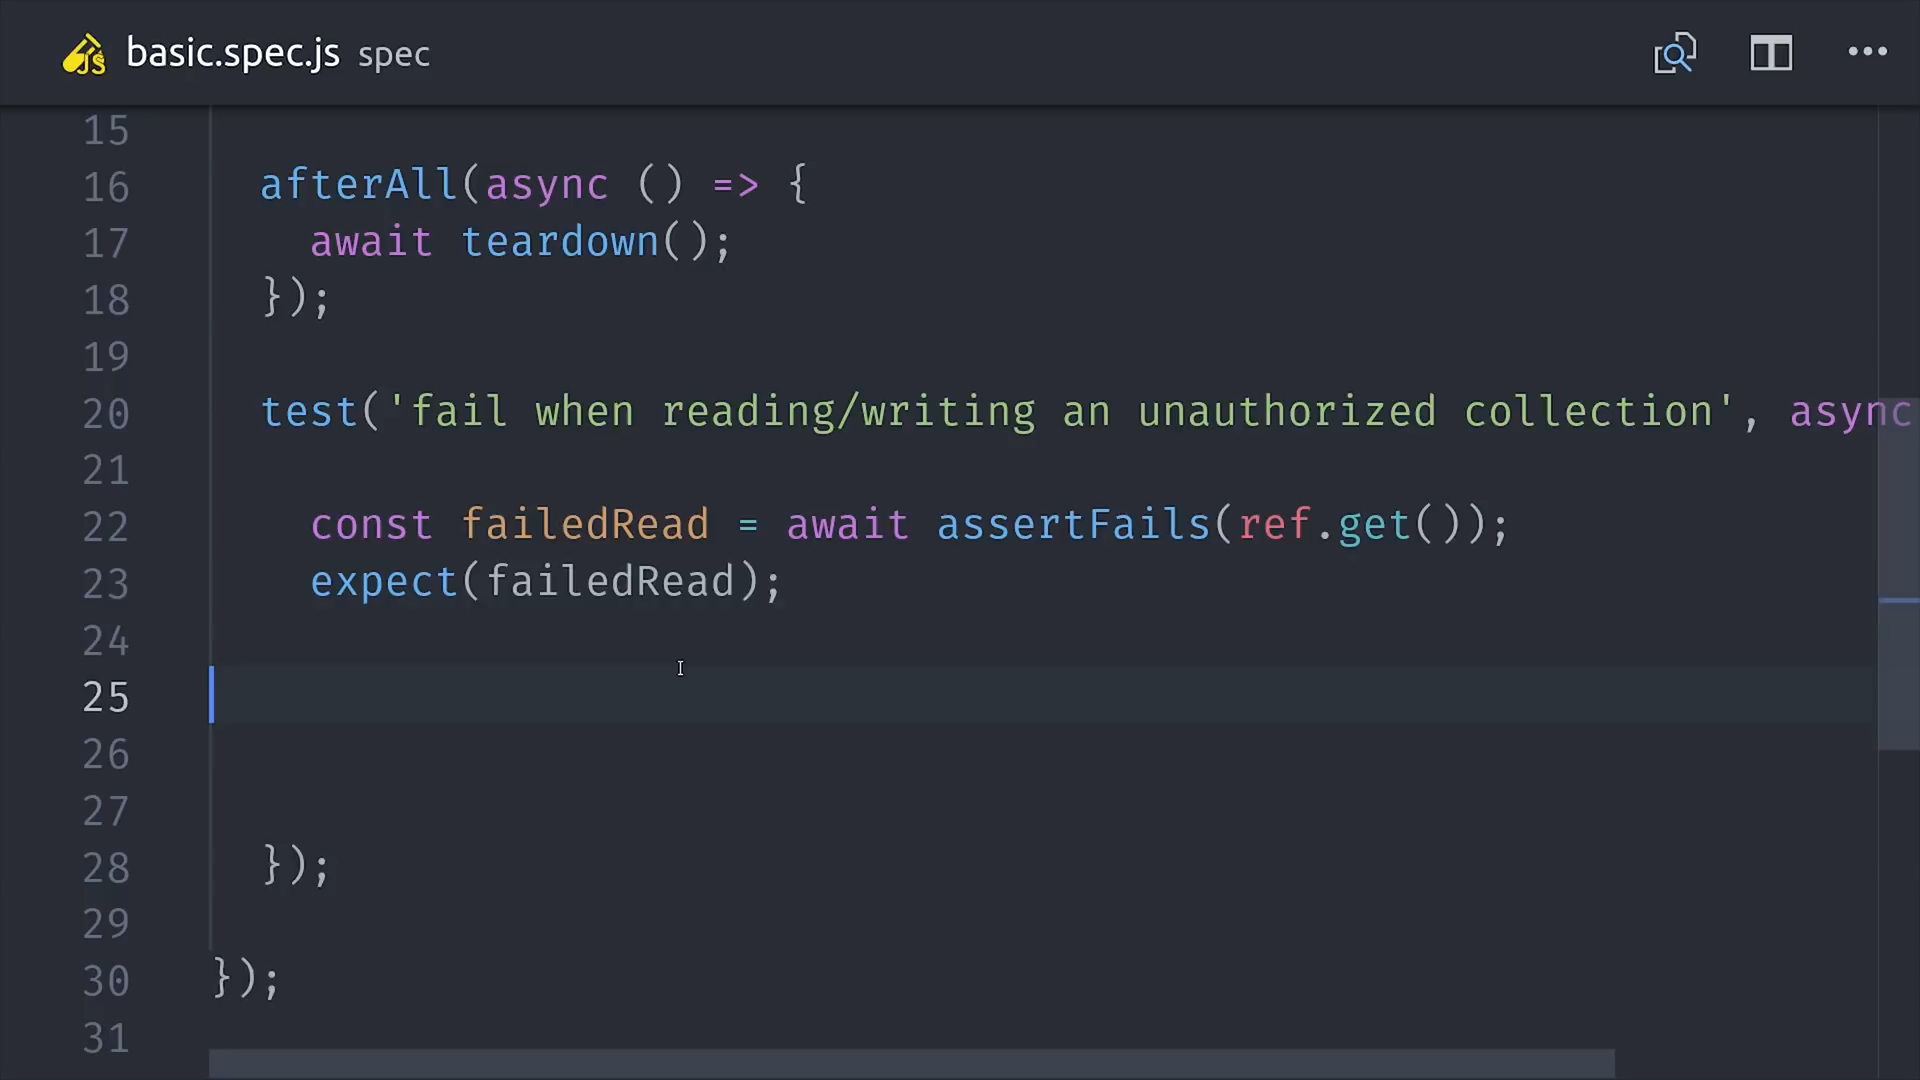 JS basic.spec.js spec
15
16 afterAll(async () => {
17 await teardown();
18 });
19
20 test('fail when reading/writing an unauthorized collection', async
21
22 const failedRead = await assertFails(ref.get());
23 expect(failedRead);
24
25
26
27
28 });
29
30 });
31